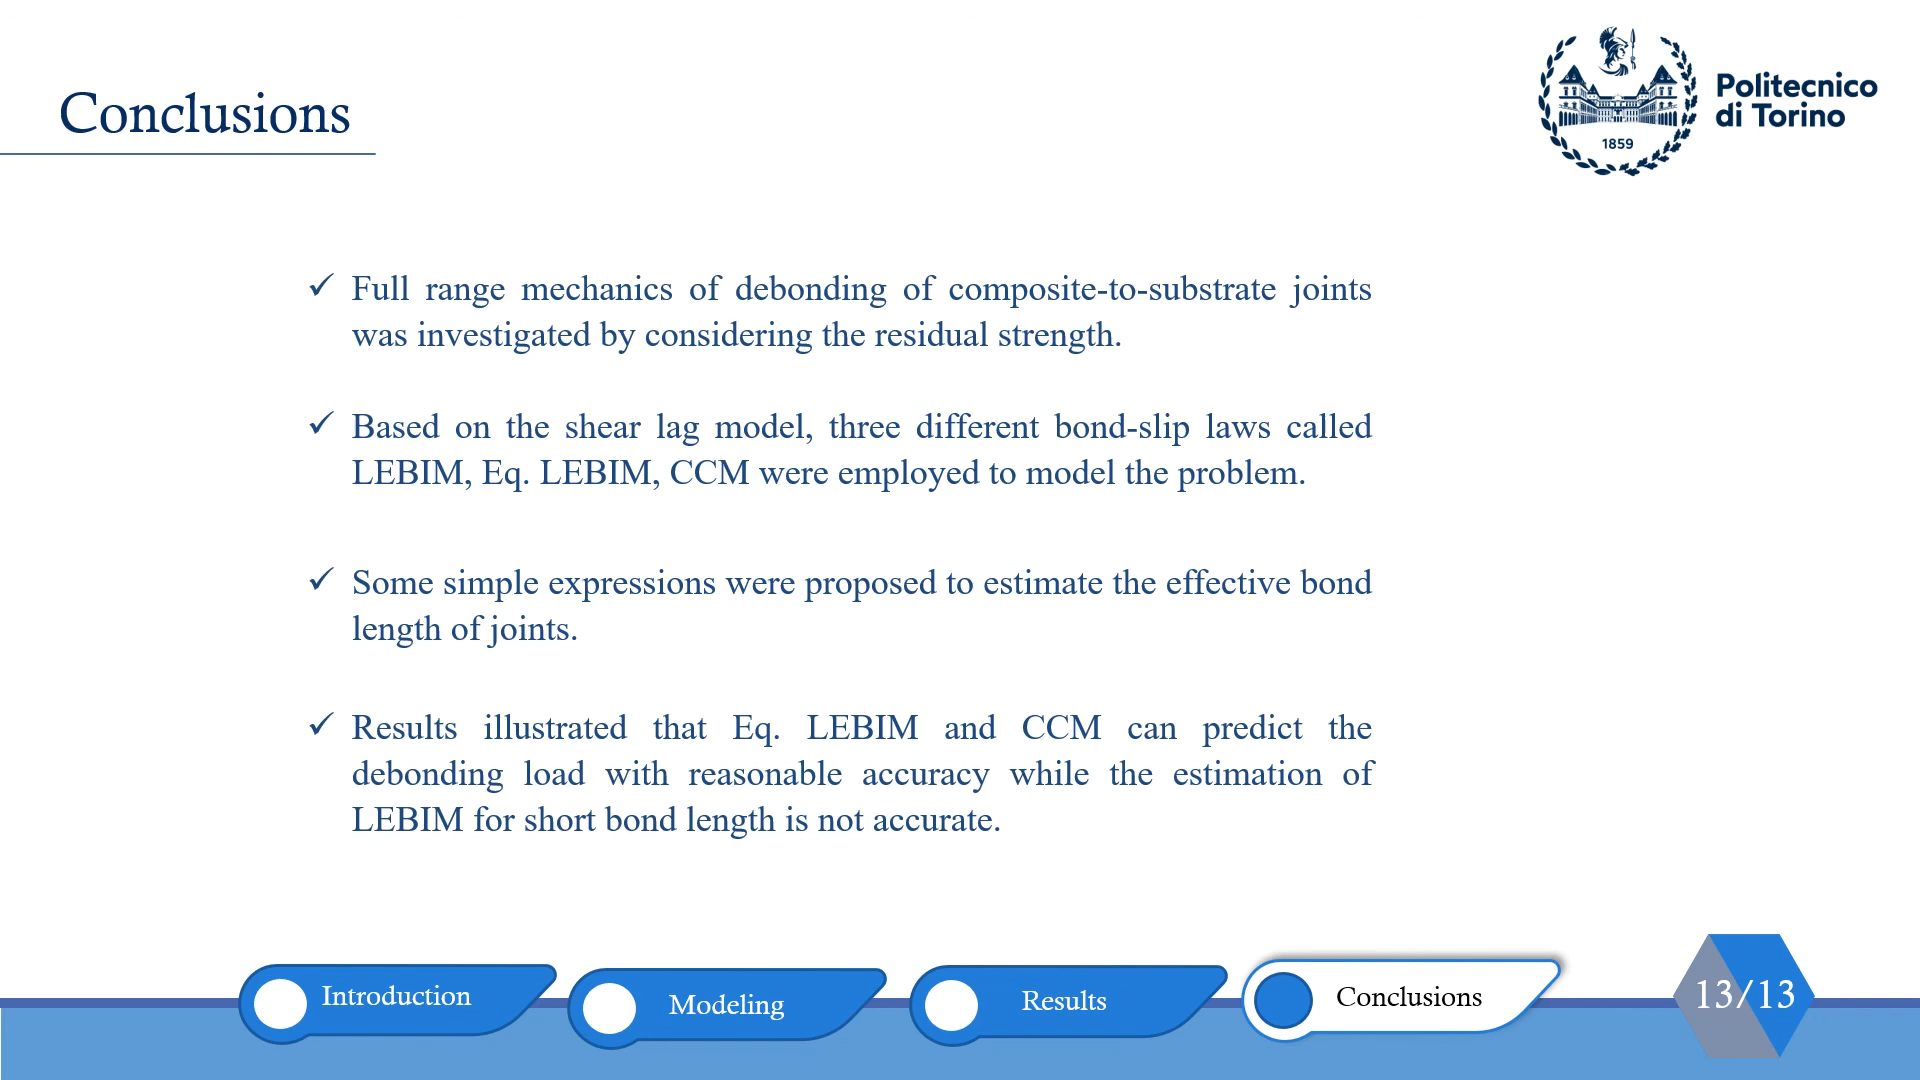 Conclusions
1859
Politecnico
di Torino
✓ Full range mechanics of debonding of composite-to-substrate joints
was investigated by considering the residual strength.
✓ Based on the shear lag model, three different bond-slip laws called
LEBIM, Eq. LEBIM, CCM were employed to model the problem.
✓ Some simple expressions were proposed to estimate the effective bond
length of joints.
✓ Results illustrated that Eq. LEBIM and CCM can predict the
debonding load with reasonable accuracy while the estimation of
LEBIM for short bond length is not accurate.
Introduction
Modeling
Results
Conclusions
13/13